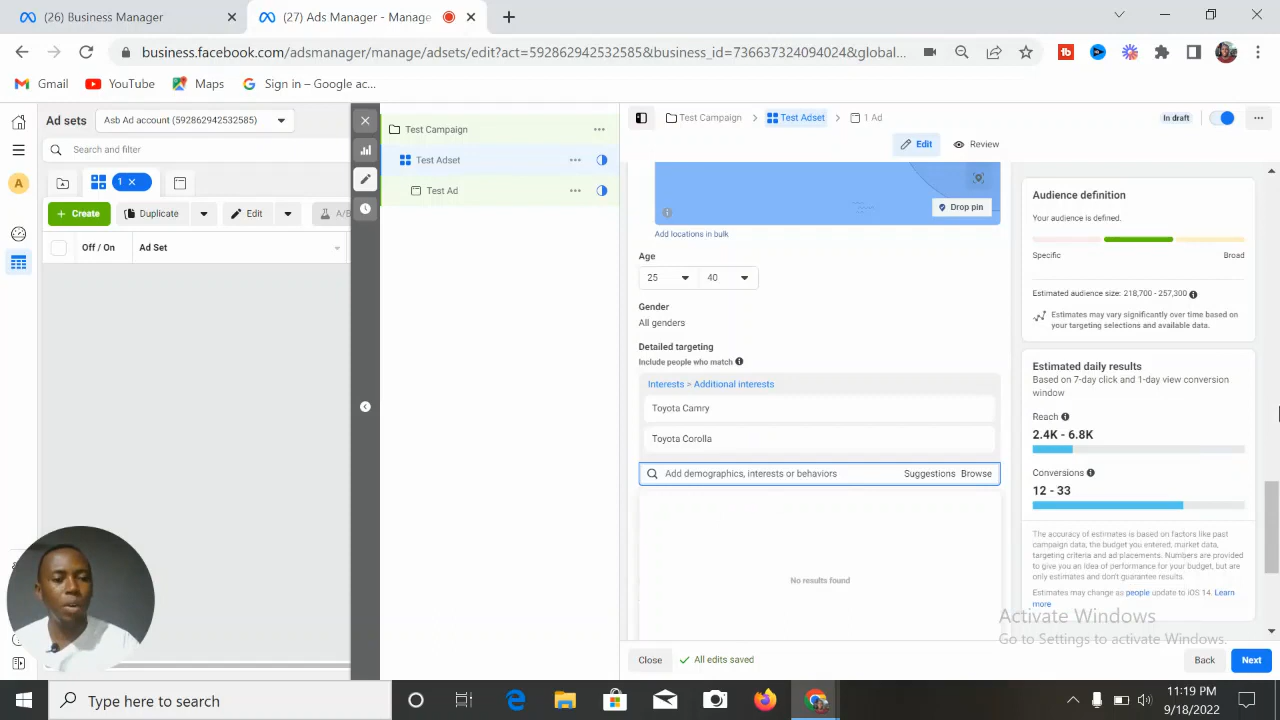 (26) Business Manager
(27) Ads Manager - Manage
business.facebook.com/adsmanager/manage/adsets/edit?act=592862942532585&business_id=736637324094024&global...
Gmail
YouTube
Maps
Sign in – Google ac...
Ad sets
Asb Ad account (592862942532585)
Search and filter
1
Create
Duplicate
Edit
A/B
Off / On
Ad Set
Test Campaign
Test Adset
Test Ad
Test Campaign
Test Adset
1 Ad
In draft
Edit
Review
Drop pin
Add locations in bulk
Age
25
40
Gender
All genders
Detailed targeting
Include people who match
Interests > Additional interests
Toyota Camry
Toyota Corolla
Add demographics, interests or behaviors
Suggestions
Browse
No results found
Close
All edits saved
Back
Next
Audience definition
Your audience is defined.
Specific
Broad
Estimated audience size: 218,700 - 257,300
Estimates may vary significantly over time based on
your targeting selections and available data.
Estimated daily results
Based on 7-day click and 1-day view conversion
window
Reach
2.4K - 6.8K
Conversions
12 - 33
The accuracy of estimates is based on factors like past
campaign data, the budget you entered, market data,
targeting criteria and ad placements. Numbers are provided
to give you an idea of performance for your budget, but are
only estimates and don't guarantee results.
Estimates may change as people update to iOS 14. Learn
more
Activate Windows
Go to Settings to activate Windows.
A
Type here to search
11:19 PM
9/18/2022